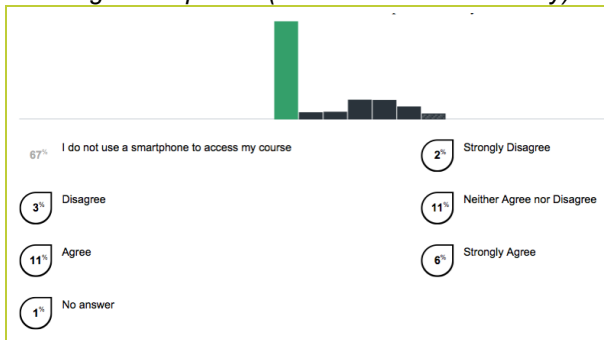 67% I do not use a smartphone to access my course
2% Strongly Disagree
3% Disagree
11% Neither Agree nor Disagree
11% Agree
6% Strongly Agree
1% No answer